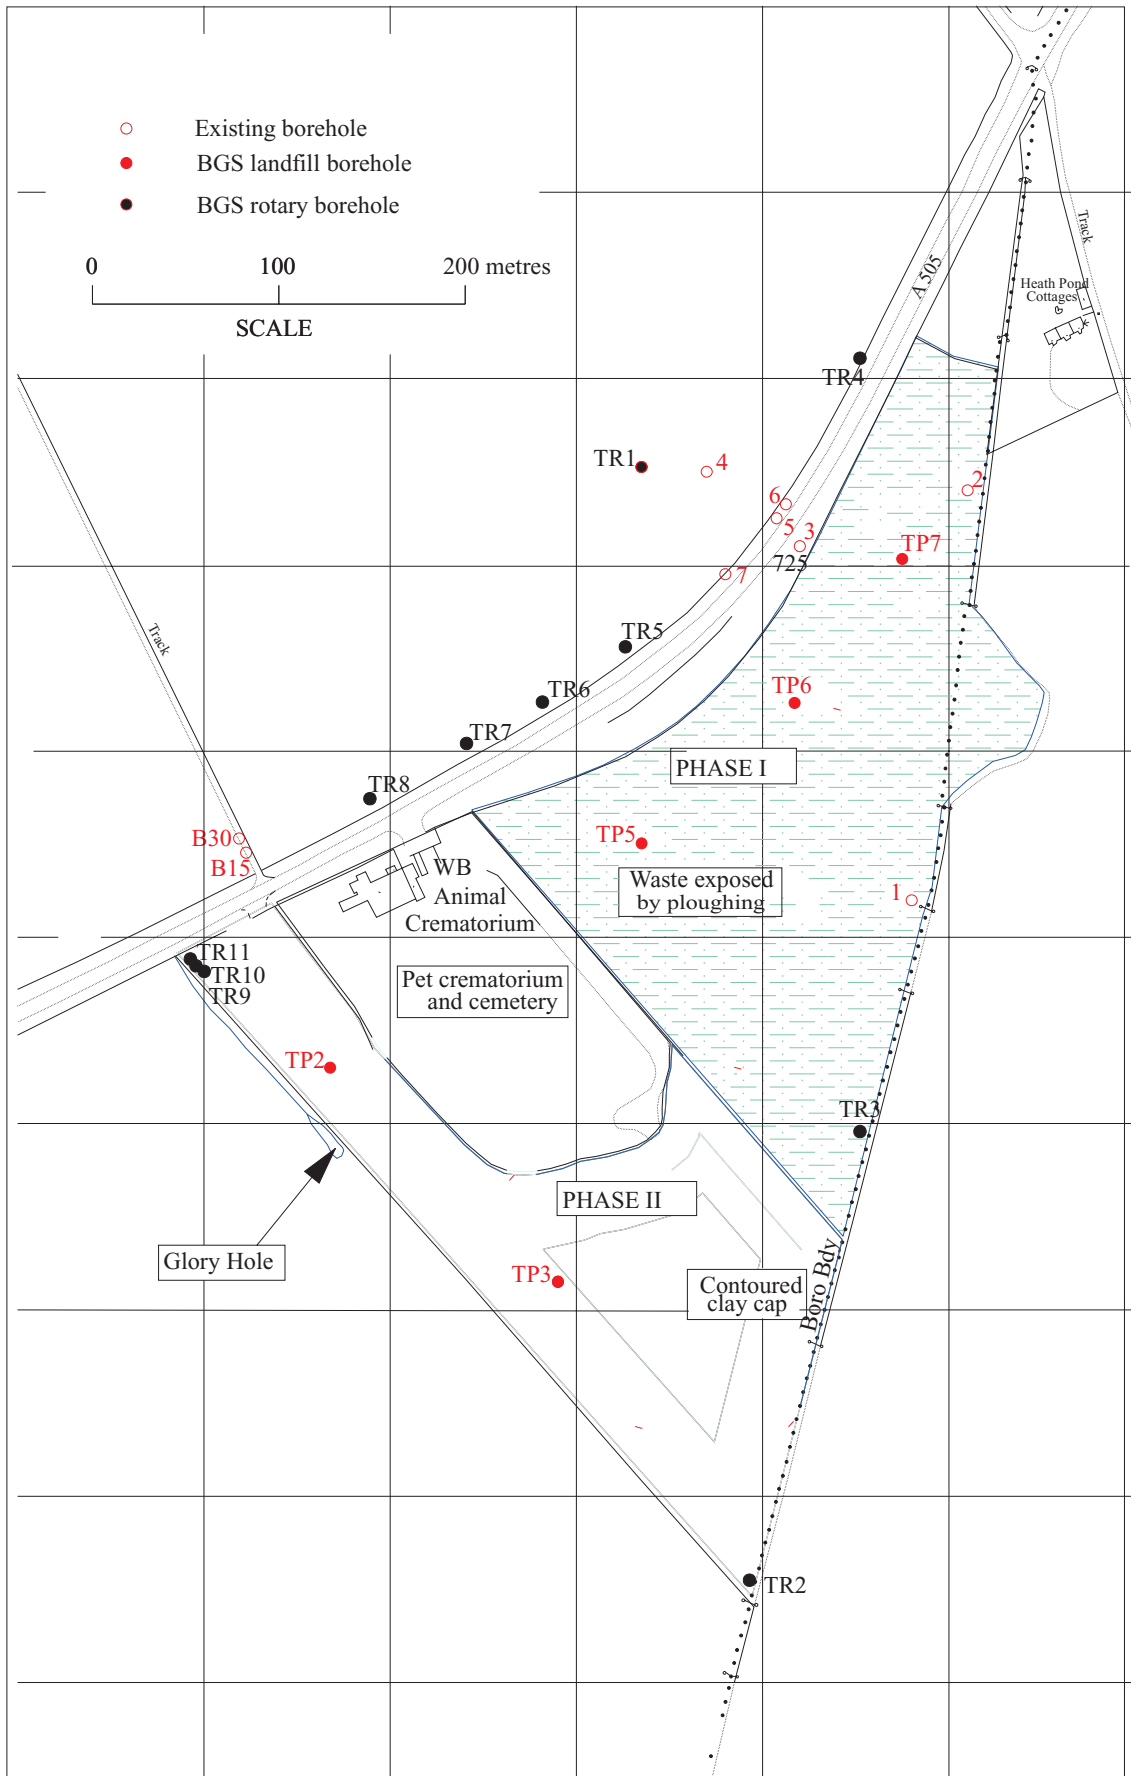 Existing borehole
BGS landfill borehole
BGS rotary borehole
0
100
200 metres
SCALE
A 505
Track
Heath Pond
Cottages
TR4
TR1
4
6
5
3
2
725
7
TP7
TR5
Track
TP6
TR6
TR7
PHASE I
TR8
B30
B15
TP5
WB
Animal
Crematorium
Waste exposed
by ploughing
1
TR11
TR10
TR9
Pet crematorium
and cemetery
TP2
TR3
PHASE II
Glory Hole
TP3
Contoured
clay cap
Boro Bdy
TR2